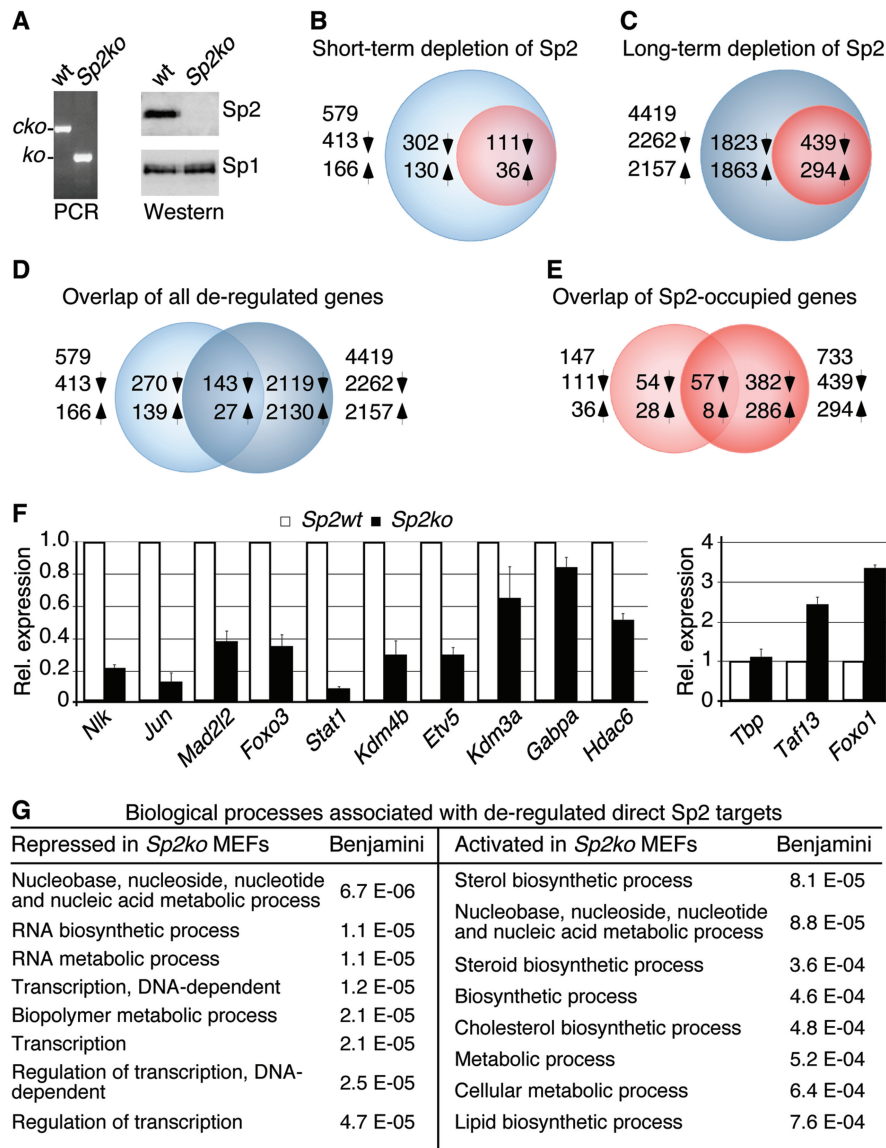 A
wt Sp2ko wt Sp2ko
cko
ko
Sp2
Sp1
PCR Western
B
Short-term depletion of Sp2
579
413 302 111
166 130 36
C
Long-term depletion of Sp2
4419
2262 1823 439
2157 1863 294
D
Overlap of all de-regulated genes
579 4419
413 270 143 2119 2262
166 139 27 2130 2157
E
Overlap of Sp2-occupied genes
147 733
111 54 57 382 439
36 28 8 286 294
F
Sp2wt Sp2ko
Rel. expression
1.0
0.8
0.6
0.4
0.2
0
Nlk Jun Mad2l2 Foxo3 Stat1 Kdm4b Etv5 Kdm3a Gabpa Hdac6
Rel. expression
4
3
2
1
0
Tbp Taf13 Foxo1
G
Biological processes associated with de-regulated direct Sp2 targets
Repressed in Sp2ko MEFs Benjamini
Nucleobase, nucleoside, nucleotide
and nucleic acid metabolic process 6.7 E-06
RNA biosynthetic process 1.1 E-05
RNA metabolic process 1.1 E-05
Transcription, DNA-dependent 1.2 E-05
Biopolymer metabolic process 2.1 E-05
Transcription 2.1 E-05
Regulation of transcription, DNA-
dependent 2.5 E-05
Regulation of transcription 4.7 E-05
Activated in Sp2ko MEFs Benjamini
Sterol biosynthetic process 8.1 E-05
Nucleobase, nucleoside, nucleotide
and nucleic acid metabolic process 8.8 E-05
Steroid biosynthetic process 3.6 E-04
Biosynthetic process 4.6 E-04
Cholesterol biosynthetic process 4.8 E-04
Metabolic process 5.2 E-04
Cellular metabolic process 6.4 E-04
Lipid biosynthetic process 7.6 E-04